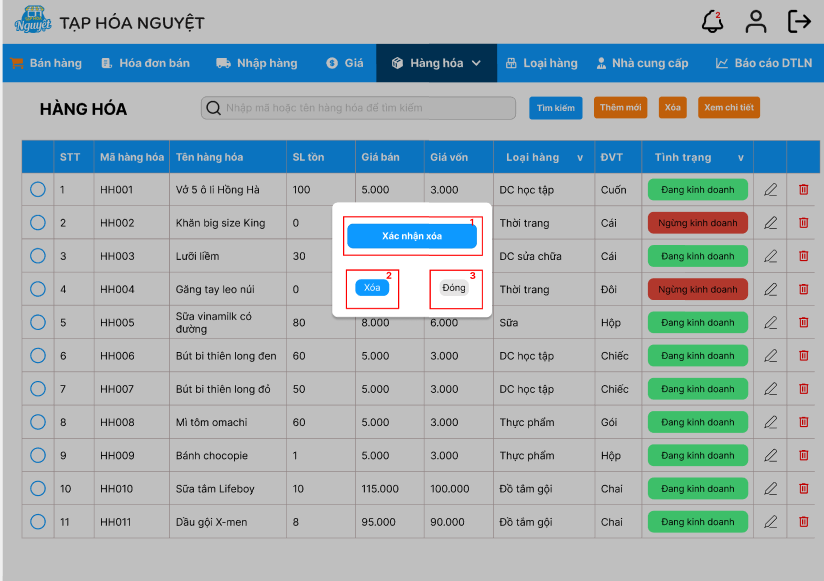 Nguyệt TẠP HÓA NGUYỆT 2
Bán hàng Hóa đơn bán Nhập hàng Giá Hàng hóa Loại hàng Nhà cung cấp Báo cáo DTLN
HÀNG HÓA Nhập mã hoặc tên hàng hóa để tìm kiếm Tìm kiếm Thêm mới Xóa Xem chi tiết
STT Mã hàng hóa Tên hàng hóa SL tồn Giá bán Giá vốn Loại hàng v ĐVT Tình trạng v
1 HH001 Vở 5 ô li Hồng Hà 100 5.000 3.000 DC học tập Cuốn Đang kinh doanh
2 HH002 Khăn big size King 0 Thời trang Cái Ngừng kinh doanh
3 HH003 Lưỡi liềm 30 DC sửa chữa Cái Đang kinh doanh
4 HH004 Găng tay leo núi 0 Thời trang Đôi Ngừng kinh doanh
5 HH005 Sữa vinamilk có đường 80 8.000 6.000 Sữa Hộp Đang kinh doanh
6 HH006 Bút bi thiên long đen 60 5.000 3.000 DC học tập Chiếc Đang kinh doanh
7 HH007 Bút bi thiên long đỏ 50 5.000 3.000 DC học tập Chiếc Đang kinh doanh
8 HH008 Mì tôm omachi 60 5.000 3.000 Thực phẩm Gói Đang kinh doanh
9 HH009 Bánh chocopie 1 5.000 3.000 Thực phẩm Hộp Đang kinh doanh
10 HH010 Sữa tắm Lifeboy 10 115.000 100.000 Đồ tắm gội Chai Đang kinh doanh
11 HH011 Dầu gội X-men 8 95.000 90.000 Đồ tắm gội Chai Đang kinh doanh
1
Xác nhận xóa
2 3
Xóa Đóng